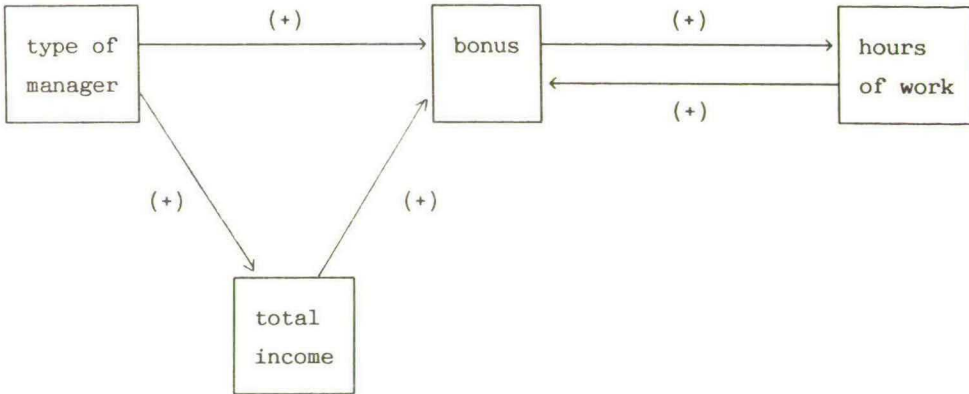 (+)
(+)
type of
manager
bonus
hours
of work
(+)
(+)
(+)
total
income